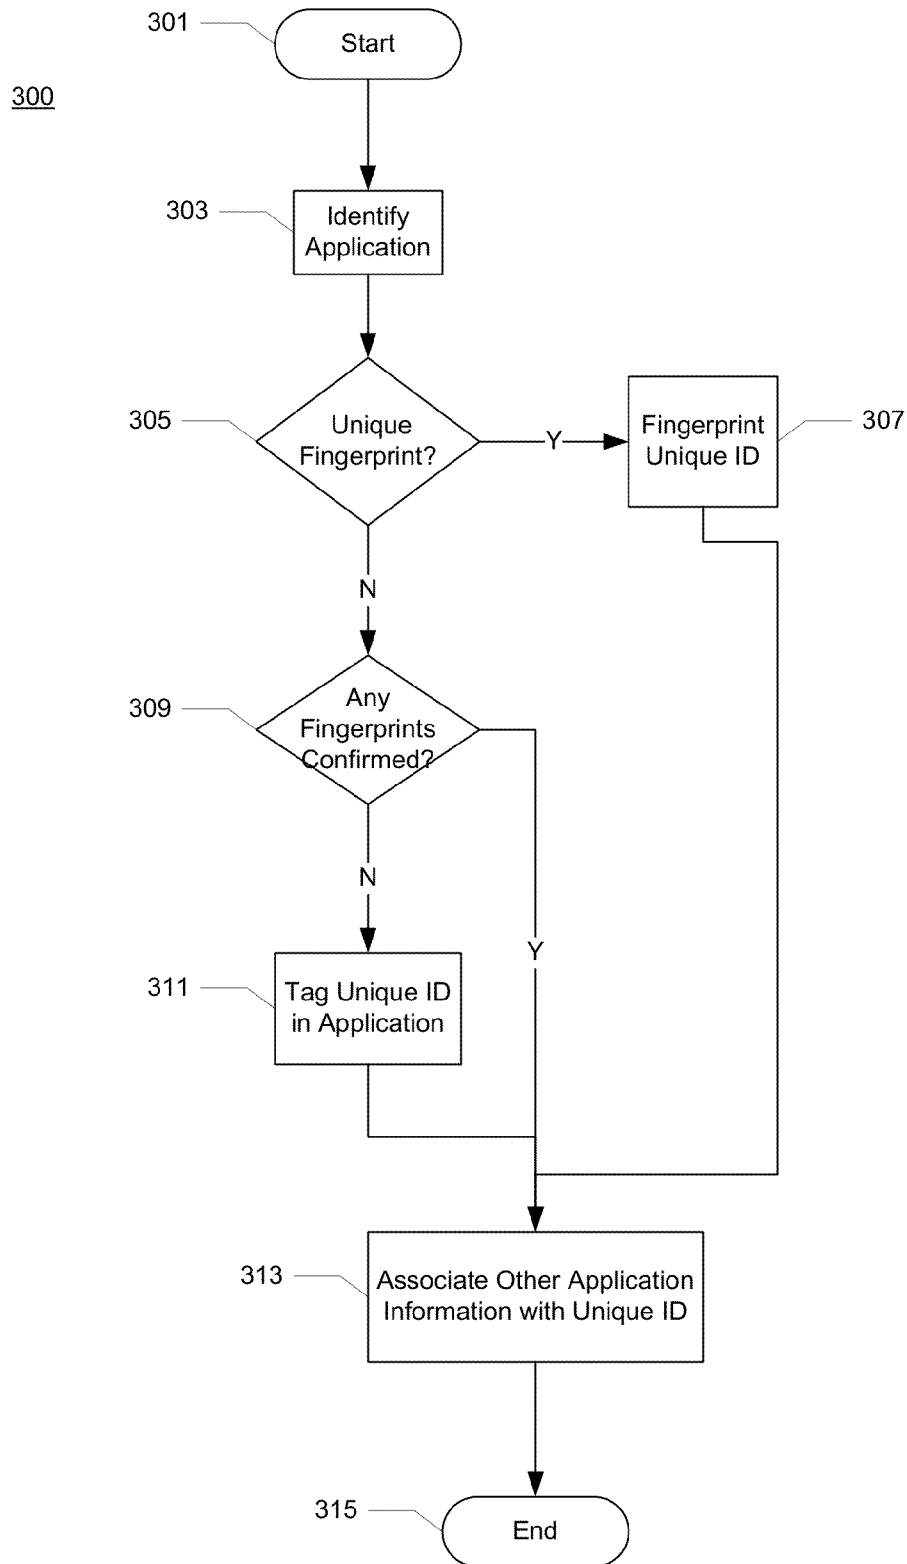 301
Start
300
303
Identify
Application
305
Unique
Fingerprint?
Y
Fingerprint
Unique ID
307
N
309
Any
Fingerprints
Confirmed?
N
Y
311
Tag Unique ID
in Application
313
Associate Other Application
Information with Unique ID
315
End